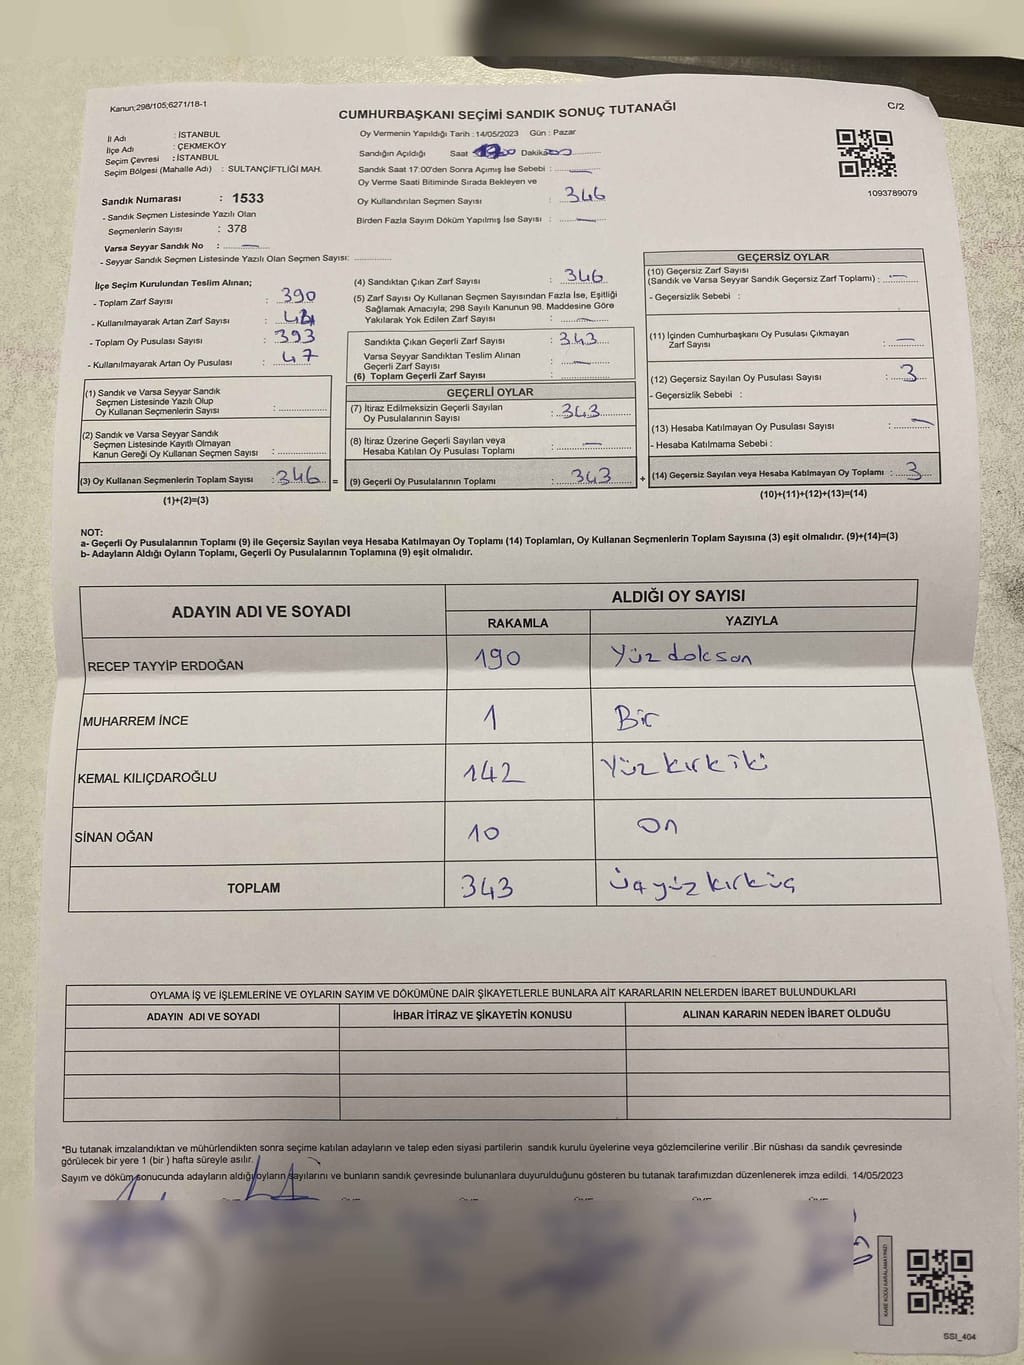 Kanun;298/105;6271/18-1
CUMHURBAŞKANI SEÇİMİ SANDIK SONUÇ TUTANAĞI
C/2
İl Adı : İSTANBUL
İlçe Adı : ÇEKMEKÖY
Seçim Çevresi : İSTANBUL
Seçim Bölgesi (Mahalle Adı) : SULTANÇİFTLİĞİ MAH.
Sandık Numarası : 1533
- Sandık Seçmen Listesinde Yazılı Olan
Seçmenlerin Sayısı : 378
Varsa Seyyar Sandık No : —
- Seyyar Sandık Seçmen Listesinde Yazılı Olan Seçmen Sayısı:
Oy Vermenin Yapıldığı Tarih : 14/05/2023 Gün : Pazar
Sandığın Açıldığı Saat Dakika
Sandık Saat 17:00'den Sonra Açımış İse Sebebi : —
Oy Verme Saati Bitiminde Sırada Bekleyen ve
Oy Kullandırılan Seçmen Sayısı : 346
Birden Fazla Sayım Döküm Yapılmış İse Sayısı : —
1093789079
İlçe Seçim Kurulundan Teslim Alınan;
- Toplam Zarf Sayısı : 390
- Kullanılmayarak Artan Zarf Sayısı :
- Toplam Oy Pusulası Sayısı : 393
- Kullanılmayarak Artan Oy Pusulası : 47
(1) Sandık ve Varsa Seyyar Sandık
Seçmen Listesinde Yazılı Olup
Oy Kullanan Seçmenlerin Sayısı :
(2) Sandık ve Varsa Seyyar Sandık
Seçmen Listesinde Kayıtlı Olmayan
Kanun Gereği Oy Kullanan Seçmen Sayısı :
(3) Oy Kullanan Seçmenlerin Toplam Sayısı : 346 =
(1)+(2)=(3)
(4) Sandıktan Çıkan Zarf Sayısı : 346
(5) Zarf Sayısı Oy Kullanan Seçmen Sayısından Fazla İse, Eşitliği
Sağlamak Amacıyla; 298 Sayılı Kanunun 98. Maddesine Göre
Yakılarak Yok Edilen Zarf Sayısı : —
Sandıkta Çıkan Geçerli Zarf Sayısı : 343
Varsa Seyyar Sandıktan Teslim Alınan
Geçerli Zarf Sayısı : —
(6) Toplam Geçerli Zarf Sayısı :
GEÇERLİ OYLAR
(7) İtiraz Edilmeksizin Geçerli Sayılan
Oy Pusulalarının Sayısı : 343
(8) İtiraz Üzerine Geçerli Sayılan veya
Hesaba Katılan Oy Pusulası Toplamı : —
(9) Geçerli Oy Pusulalarının Toplamı : 343 +
GEÇERSİZ OYLAR
(10) Geçersiz Zarf Sayısı
(Sandık ve Varsa Seyyar Sandık Geçersiz Zarf Toplamı) : —
- Geçersizlik Sebebi :
(11) İçinden Cumhurbaşkanı Oy Pusulası Çıkmayan
Zarf Sayısı : —
(12) Geçersiz Sayılan Oy Pusulası Sayısı : 3
- Geçersizlik Sebebi :
(13) Hesaba Katılmayan Oy Pusulası Sayısı : —
- Hesaba Katılmama Sebebi :
(14) Geçersiz Sayılan veya Hesaba Katılmayan Oy Toplamı : 3
(10)+(11)+(12)+(13)=(14)
NOT:
a- Geçerli Oy Pusulalarının Toplamı (9) ile Geçersiz Sayılan veya Hesaba Katılmayan Oy Toplamı (14) Toplamları, Oy Kullanan Seçmenlerin Toplam Sayısına (3) eşit olmalıdır. (9)+(14)=(3)
b- Adayların Aldığı Oyların Toplamı, Geçerli Oy Pusulalarının Toplamına (9) eşit olmalıdır.
ADAYIN ADI VE SOYADI
ALDIĞI OY SAYISI
RAKAMLA YAZIYLA
RECEP TAYYİP ERDOĞAN 190 Yüz doksan
MUHARREM İNCE 1 Bir
KEMAL KILIÇDAROĞLU 142 Yüz kırk iki
SİNAN OĞAN 10 On
TOPLAM 343 Üçyüz kırküç
OYLAMA İŞ VE İŞLEMLERİNE VE OYLARIN SAYIM VE DÖKÜMÜNE DAİR ŞİKAYETLERLE BUNLARA AİT KARARLARIN NELERDEN İBARET BULUNDUKLARI
ADAYIN ADI VE SOYADI İHBAR İTİRAZ VE ŞİKAYETİN KONUSU ALINAN KARARIN NEDEN İBARET OLDUĞU
*Bu tutanak imzalandıktan ve mühürlendikten sonra seçime katılan adayların ve talep eden siyasi partilerin sandık kurulu üyelerine veya gözlemcilerine verilir .Bir nüshası da sandık çevresinde
görülecek bir yere 1 (bir ) hafta süreyle asılır.
Sayım ve döküm sonucunda adayların aldığı oyların sayılarını ve bunların sandık çevresinde bulunanlara duyurulduğunu gösteren bu tutanak tarafımızdan düzenlenerek imza edildi. 14/05/2023
KARE KODU KARALAMAYINIZ!
SSI_404